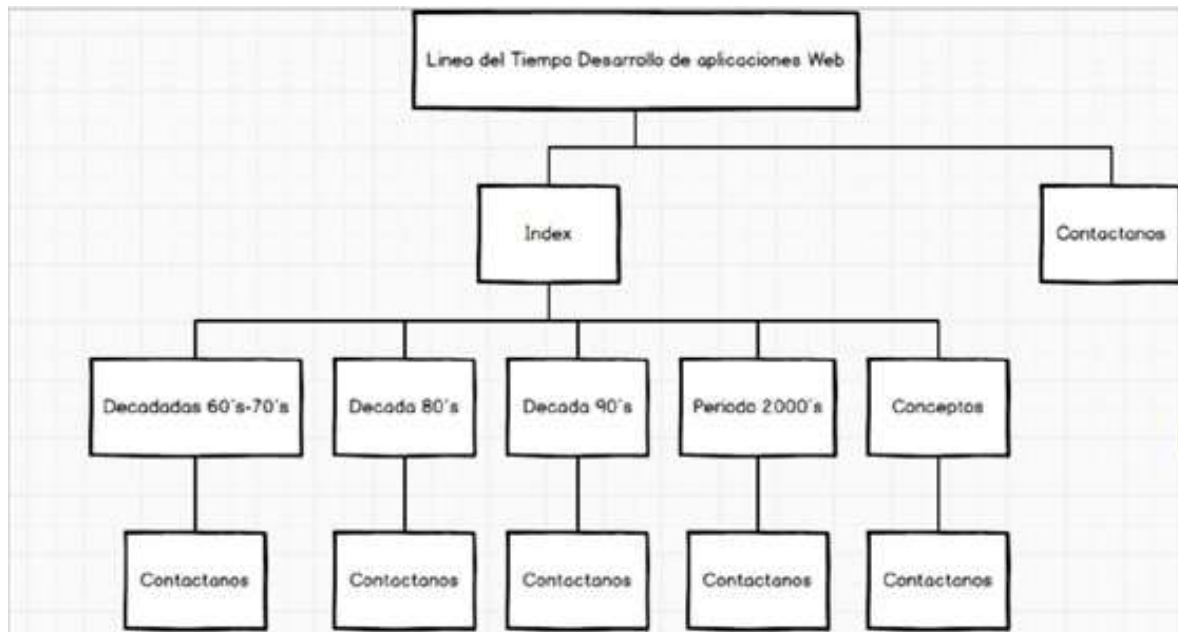 Linea del Tiempo Desarrollo de aplicaciones Web
Index
Contactanos
Decadadas 60's-70's
Decada 80's
Decada 90's
Periodo 2000's
Conceptos
Contactanos
Contactanos
Contactanos
Contactanos
Contactanos